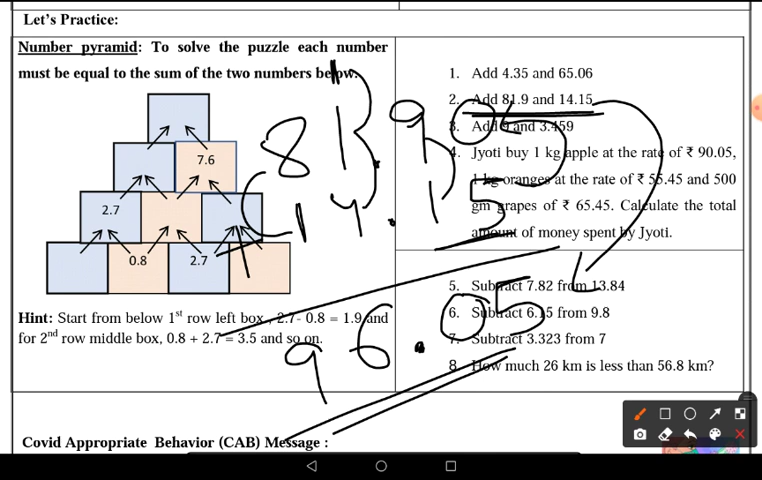 Let's Practice:
Number pyramid: To solve the puzzle each number
must be equal to the sum of the two numbers below.
7.6
2.7
0.8
2.7
Hint: Start from below 1st row left box , 2.7- 0.8 = 1.9 and
for 2nd row middle box, 0.8 + 2.7 = 3.5 and so on.
1. Add 4.35 and 65.06
2. Add 81.9 and 14.15
3. Add 9 and 3.459
4. Jyoti buy 1 kg apple at the rate of ₹ 90.05,
1 kg oranges at the rate of ₹ 55.45 and 500
gm grapes of ₹ 65.45. Calculate the total
amount of money spent by Jyoti.
5. Subtract 7.82 from 13.84
6. Subtract 6.15 from 9.8
7. Subtract 3.323 from 7
8. How much 26 km is less than 56.8 km?
81.90
+14.15
96.05
Covid Appropriate Behavior (CAB) Message :